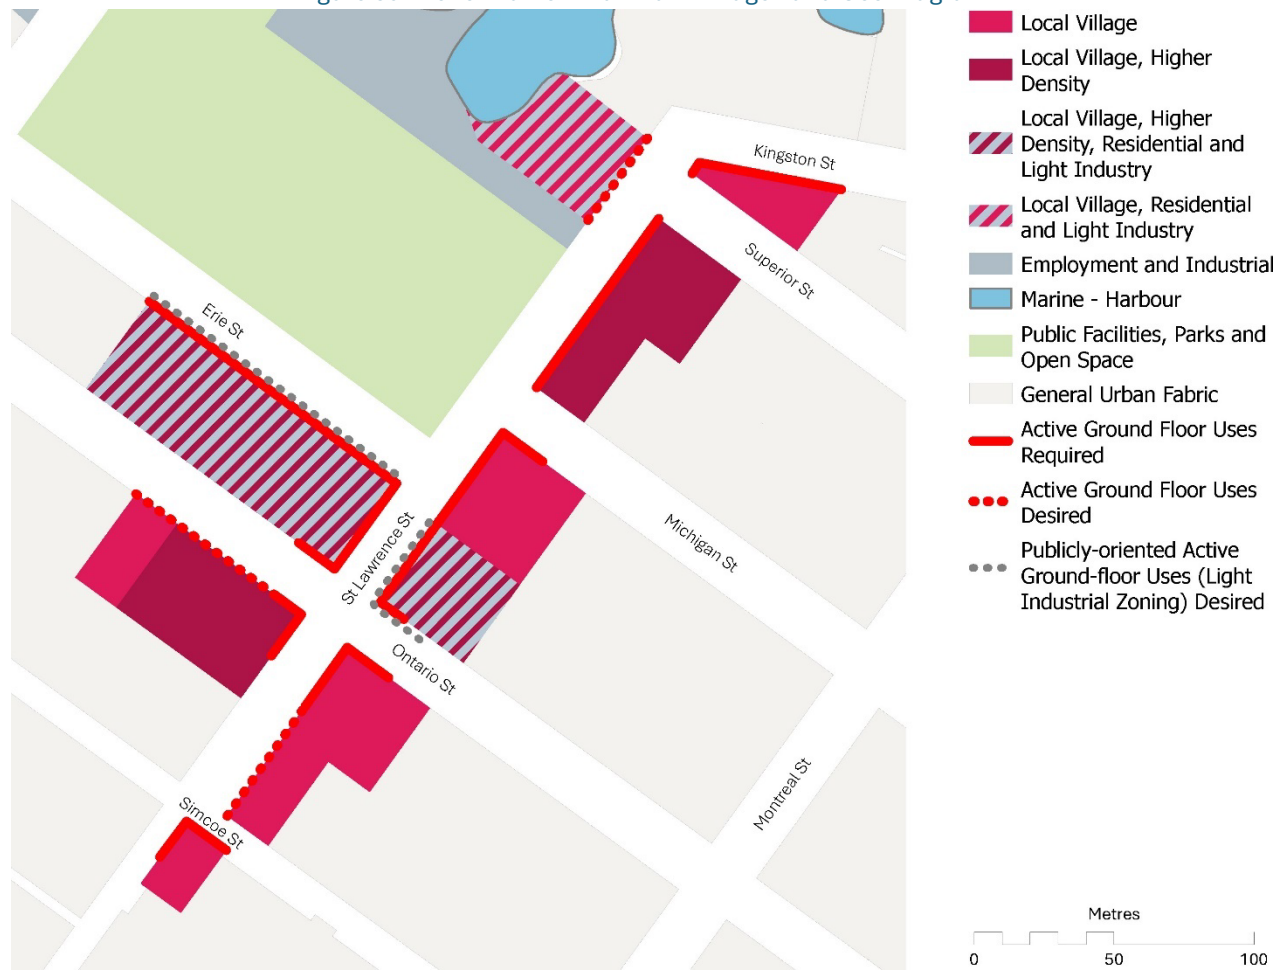 Local Village
Local Village, Higher
Density
Local Village, Higher
Density, Residential and
Light Industry
Local Village, Residential
and Light Industry
Employment and Industrial
Marine - Harbour
Public Facilities, Parks and
Open Space
General Urban Fabric
Active Ground Floor Uses
Required
Active Ground Floor Uses
Desired
Publicly-oriented Active
Ground-floor Uses (Light
Industrial Zoning) Desired
Kingston St
Superior St
Erie St
St Lawrence St
Michigan St
Ontario St
Montreal St
Simcoe St
Metres
0 50 100